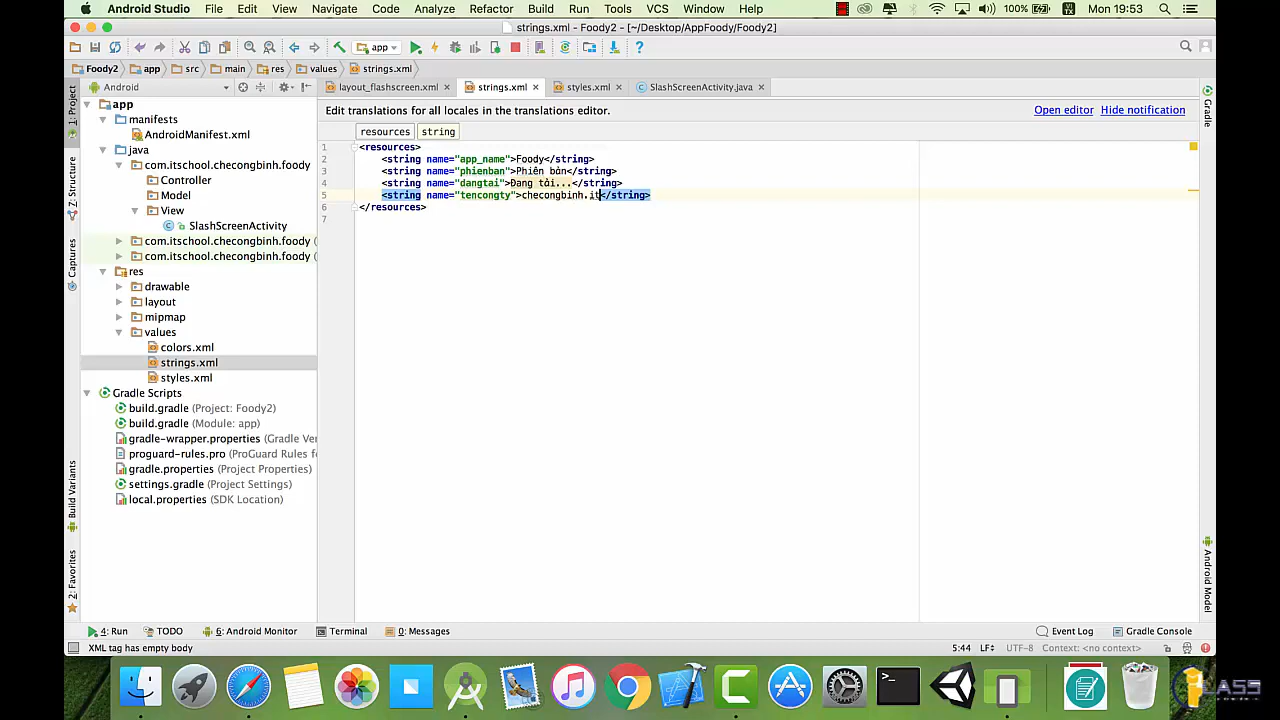 Android Studio File Edit View Navigate Code Analyze Refactor Build Run Tools VCS Window Help 100% VI TX Mon 19:53
strings.xml - Foody2 - [~/Desktop/AppFoody/Foody2]
app
Foody2 app src main res values strings.xml
Android layout_flashscreen.xml strings.xml styles.xml SlashScreenActivity.java
Edit translations for all locales in the translations editor. Open editor Hide notification
resources string
1 <resources>
2 <string name="app_name">Foody</string>
3 <string name="phienban">Phiên bản</string>
4 <string name="dangtai">Đang tải...</string>
5 <string name="tencongty">checongbinh.it</string>
6 </resources>
7
app
manifests
AndroidManifest.xml
java
com.itschool.checongbinh.foody
Controller
Model
View
SlashScreenActivity
com.itschool.checongbinh.foody (
com.itschool.checongbinh.foody (
res
drawable
layout
mipmap
values
colors.xml
strings.xml
styles.xml
Gradle Scripts
build.gradle (Project: Foody2)
build.gradle (Module: app)
gradle-wrapper.properties (Gradle Ver
proguard-rules.pro (ProGuard Rules f
gradle.properties (Project Properties)
settings.gradle (Project Settings)
local.properties (SDK Location)
1: Project
7: Structure
Captures
Build Variants
2: Favorites
Gradle
Android Model
4: Run TODO 6: Android Monitor Terminal 0: Messages Event Log Gradle Console
XML tag has empty body 5:44 LF UTF-8 Context: <no context>